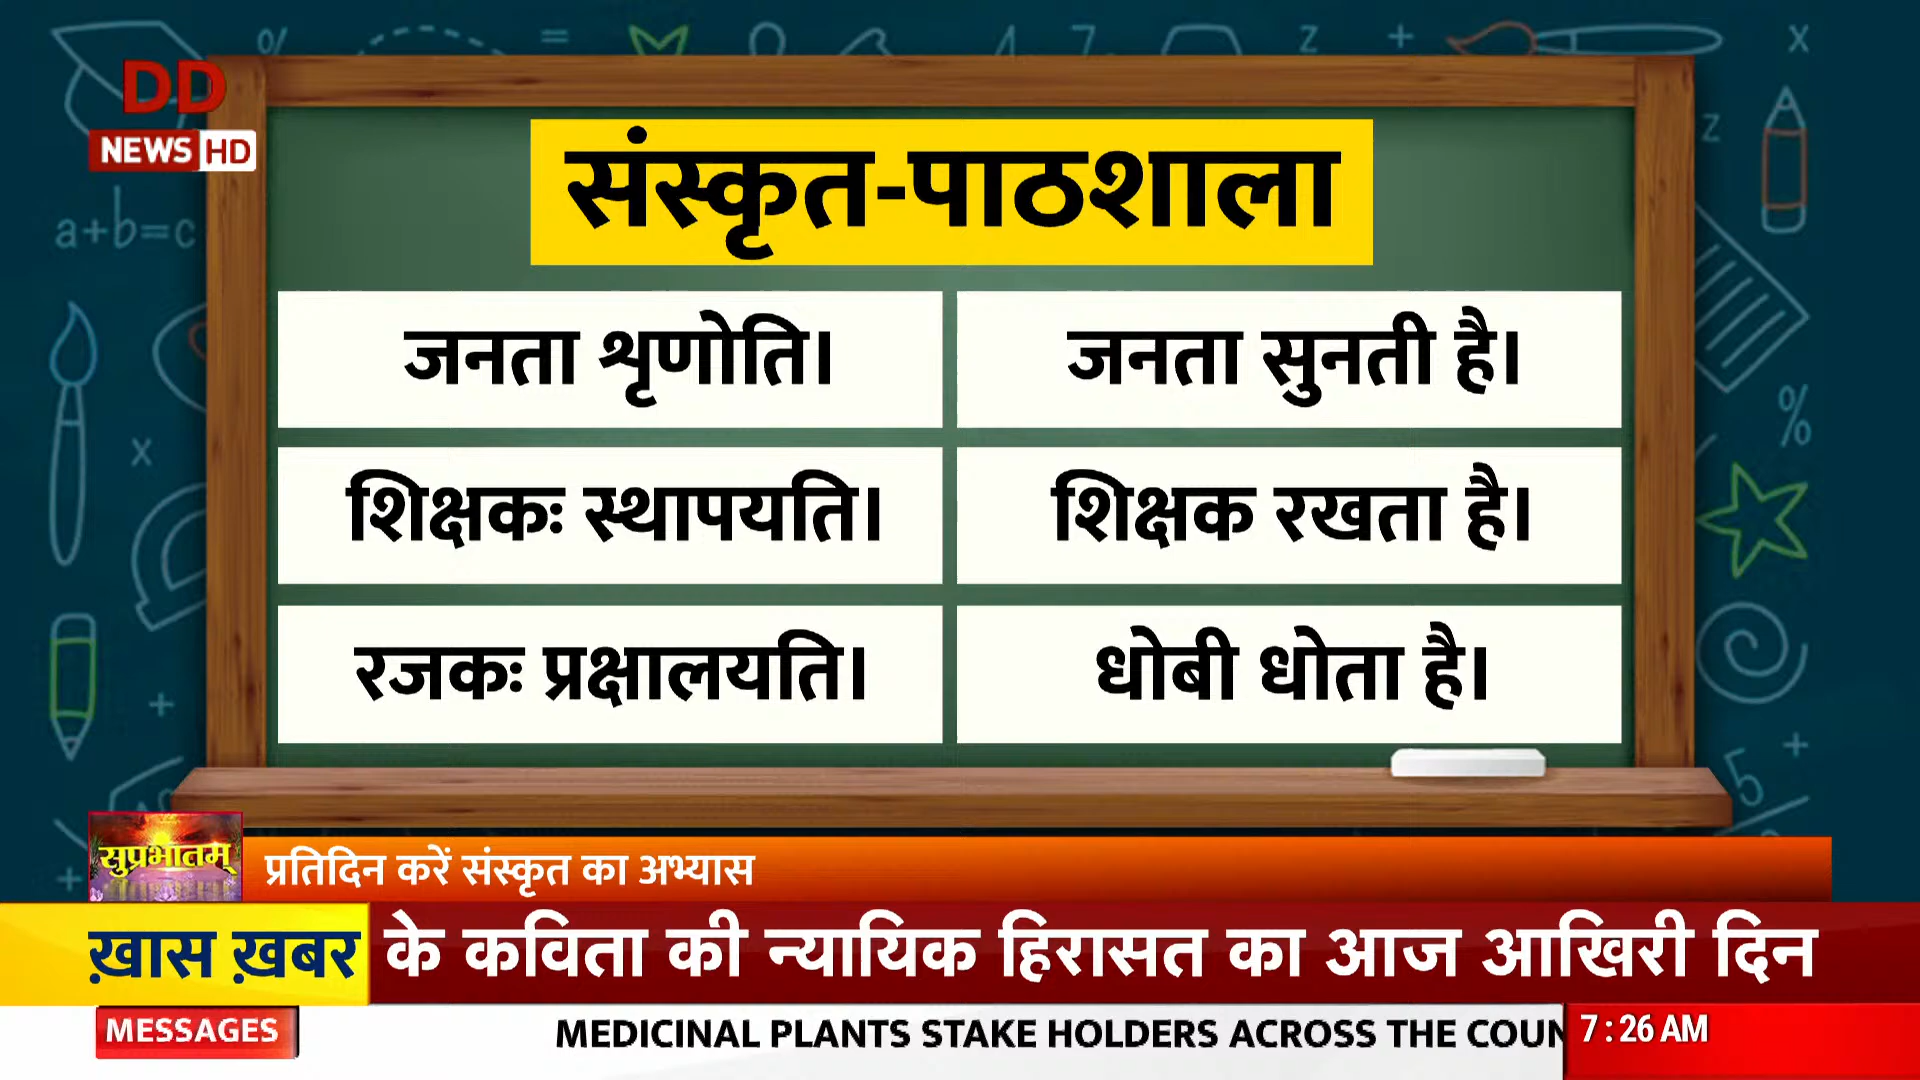 DD
NEWS HD
संस्कृत-पाठशाला
जनता शृणोति। जनता सुनती है।
शिक्षकः स्थापयति। शिक्षक रखता है।
रजकः प्रक्षालयति। धोबी धोता है।
सुप्रभातम् प्रतिदिन करें संस्कृत का अभ्यास
ख़ास ख़बर के कविता की न्यायिक हिरासत का आज आखिरी दिन
MESSAGES MEDICINAL PLANTS STAKE HOLDERS ACROSS THE COUN 7 : 26 AM
a+b=c